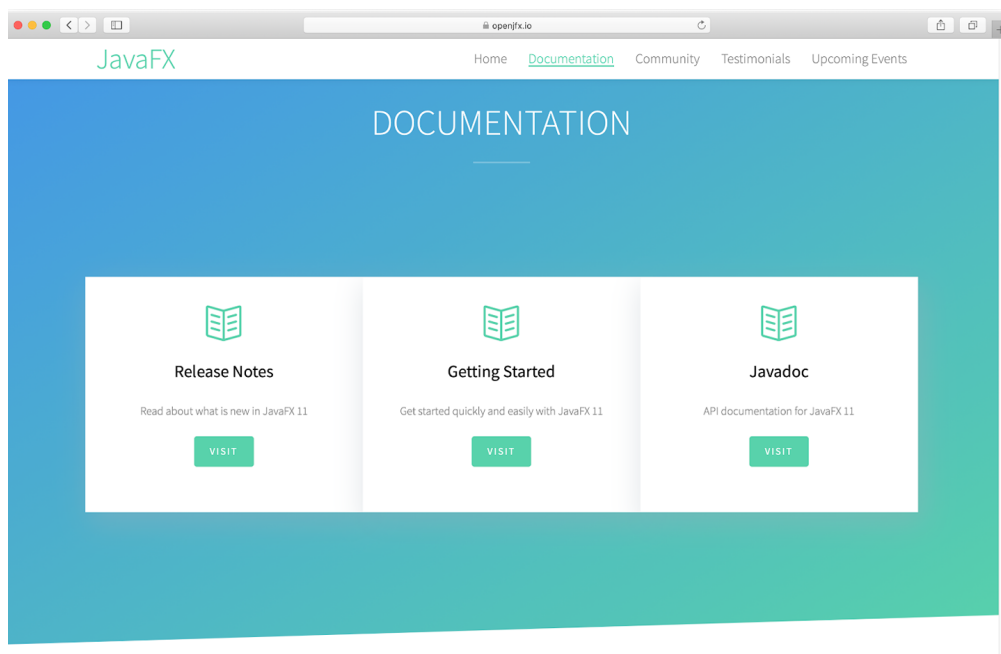 openjfx.io
JavaFX
Home Documentation Community Testimonials Upcoming Events
DOCUMENTATION
Release Notes
Read about what is new in JavaFX 11
VISIT
Getting Started
Get started quickly and easily with JavaFX 11
VISIT
Javadoc
API documentation for JavaFX 11
VISIT